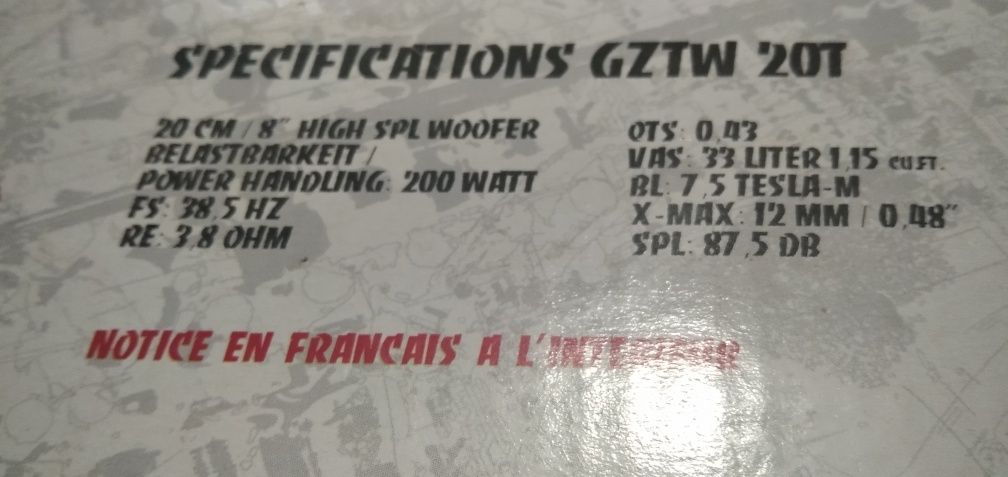 SPECIFICATIONS GZTW 20T
20 CM / 8" HIGH SPL WOOFER
BELASTBARKEIT /
POWER HANDLING: 200 WATT
FS: 38,5 HZ
RE: 3,8 OHM
QTS: 0,43
VAS: 33 LITER 1,15 CU FT.
BL: 7,5 TESLA-M
X-MAX: 12 MM / 0,48"
SPL: 87,5 DB
NOTICE EN FRANCAIS A L'INTERIEUR